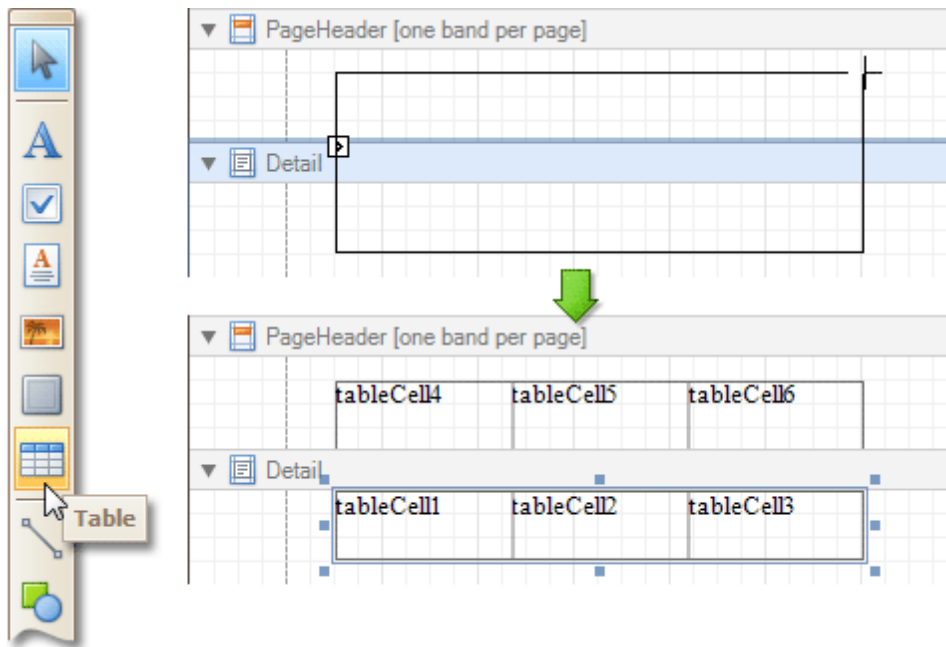 PageHeader [one band per page]
Detail
PageHeader [one band per page]
tableCell4 tableCell5 tableCell6
Detail
tableCell1 tableCell2 tableCell3
A
A
Table